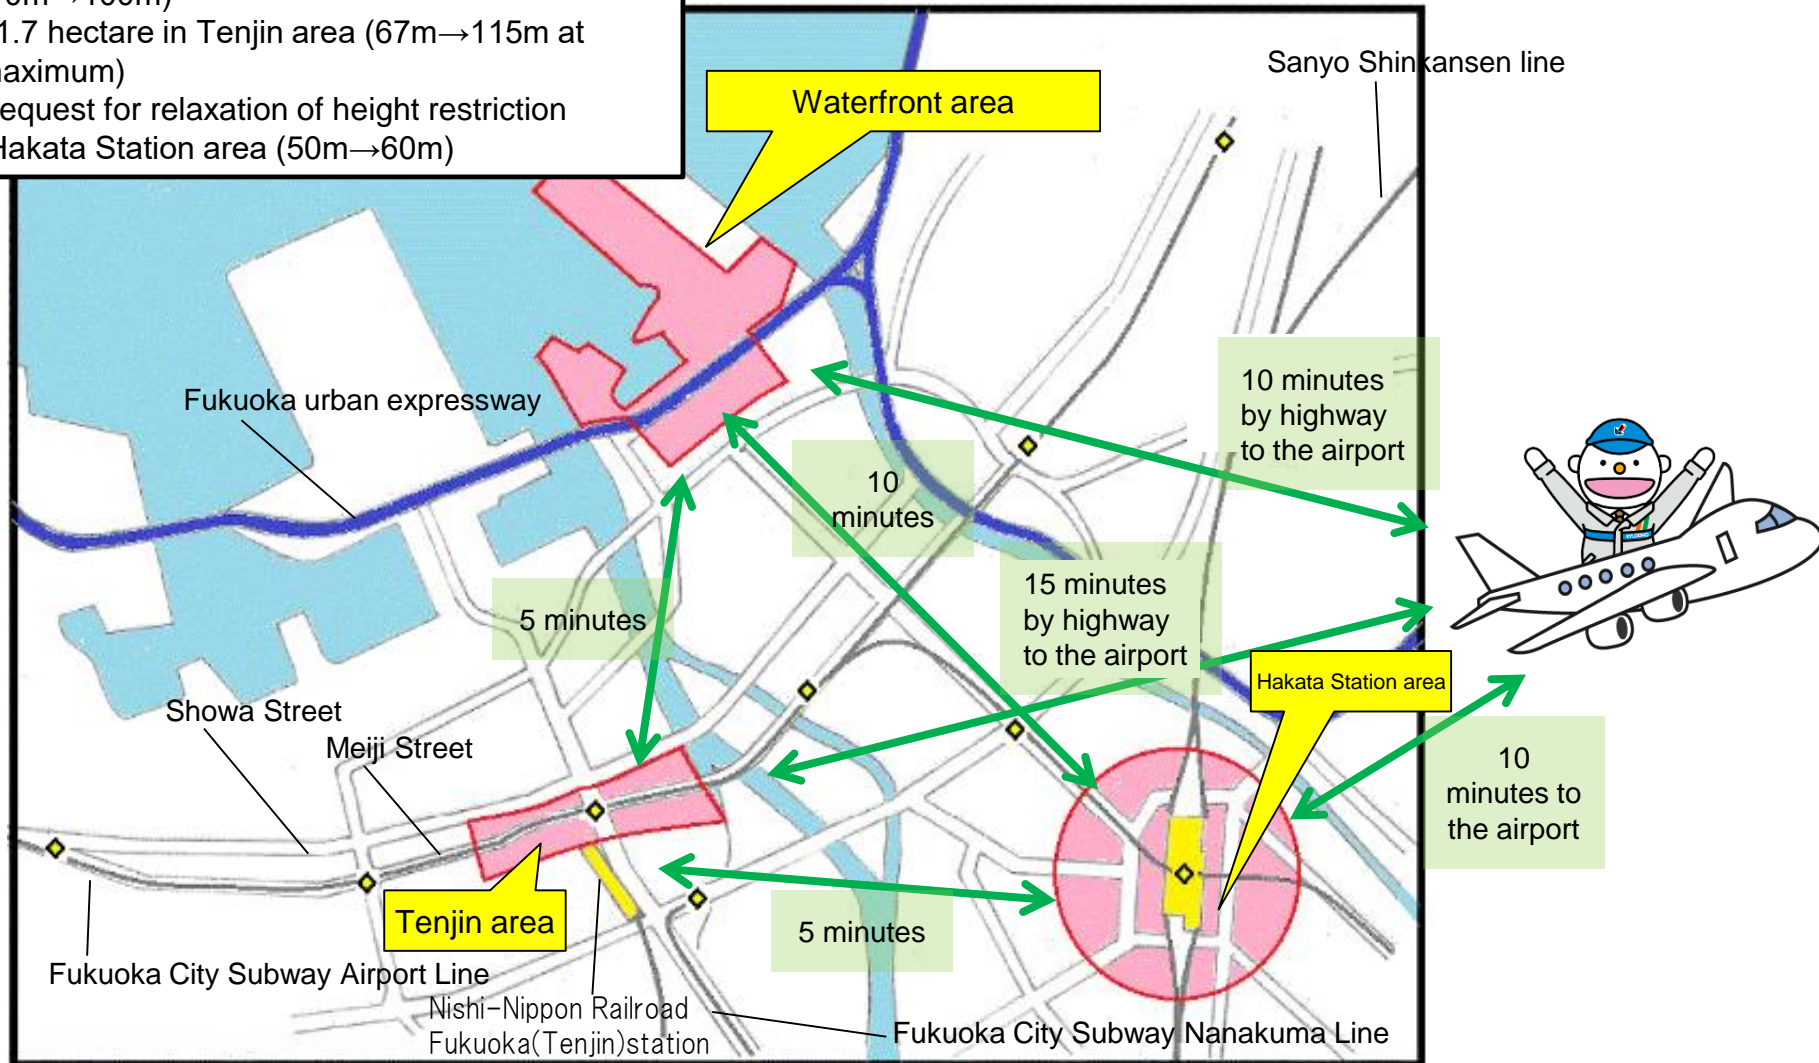 1.7 hectare in Tenjin area (67m→115m at
maximum)
request for relaxation of height restriction
Hakata Station area (50m→60m)
Sanyo Shinkansen line
Waterfront area
Fukuoka urban expressway
10 minutes
by highway
to the airport
10
minutes
15 minutes
by highway
to the airport
5 minutes
Hakata Station area
Showa Street
Meiji Street
10
minutes to
the airport
Tenjin area
5 minutes
Fukuoka City Subway Airport Line
Nishi-Nippon Railroad
Fukuoka(Tenjin)station
Fukuoka City Subway Nanakuma Line